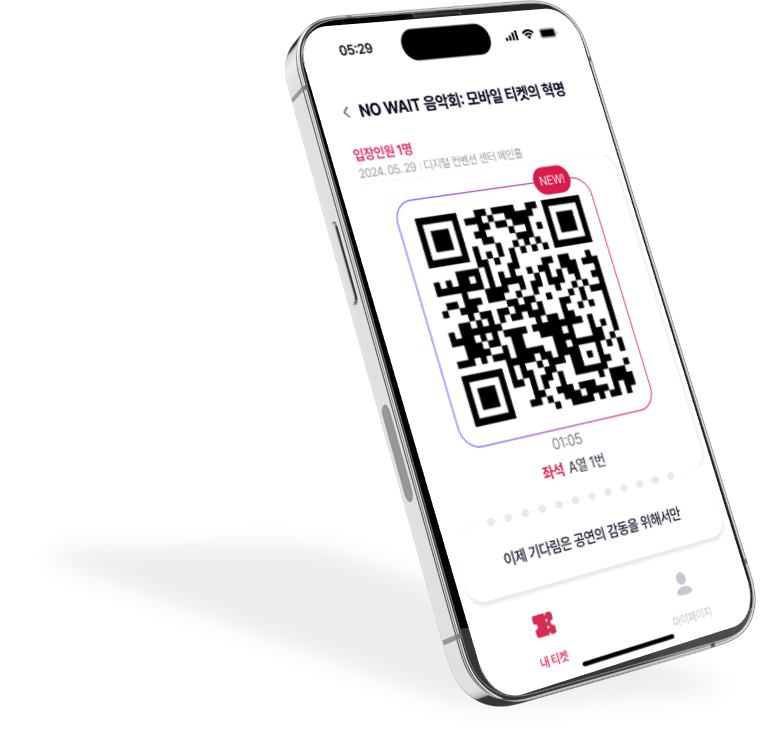 05:29
NO WAIT 음악회: 모바일 티켓의 혁명
입장인원 1명
2024. 05. 29 | 디지털 컨벤션 센터 메인홀
NEW!
01:05
좌석 A열 1번
이제 기다림은 공연의 감동을 위해서만
내 티켓
마이페이지